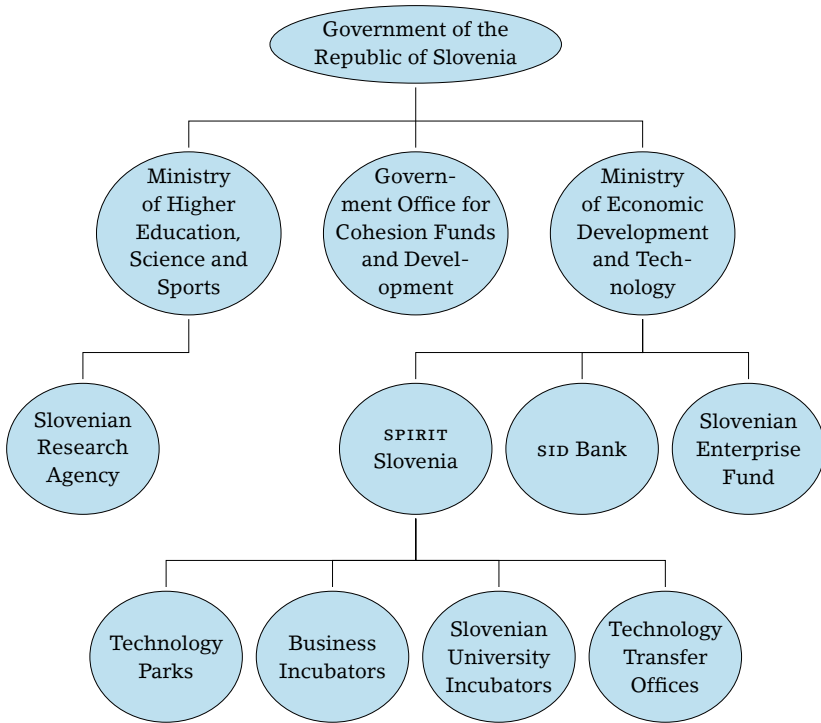 Government of the
Republic of Slovenia
Ministry
of Higher
Education,
Science and
Sports
Govern-
ment Office for
Cohesion Funds
and Devel-
opment
Ministry
of Economic
Development
and Tech-
nology
Slovenian
Research
Agency
SPIRIT
Slovenia
SID Bank
Slovenian
Enterprise
Fund
Technology
Parks
Business
Incubators
Slovenian
University
Incubators
Technology
Transfer
Offices